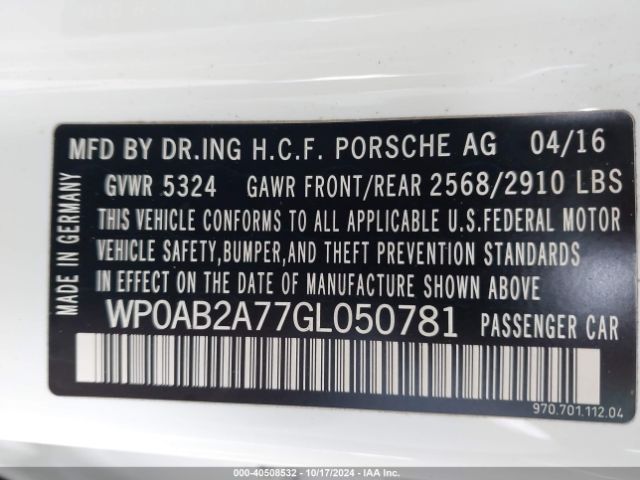 MFD BY DR.ING H.C.F. PORSCHE AG 04/16
GVWR 5324 GAWR FRONT/REAR 2568/2910 LBS
THIS VEHICLE CONFORMS TO ALL APPLICABLE U.S.FEDERAL MOTOR
VEHICLE SAFETY,BUMPER,AND THEFT PREVENTION STANDARDS
IN EFFECT ON THE DATE OF MANUFACTURE SHOWN ABOVE
WP0AB2A77GL050781 PASSENGER CAR
MADE IN GERMANY
970.701.112.04
40508532 - 10/17/2024 - IAA Inc.